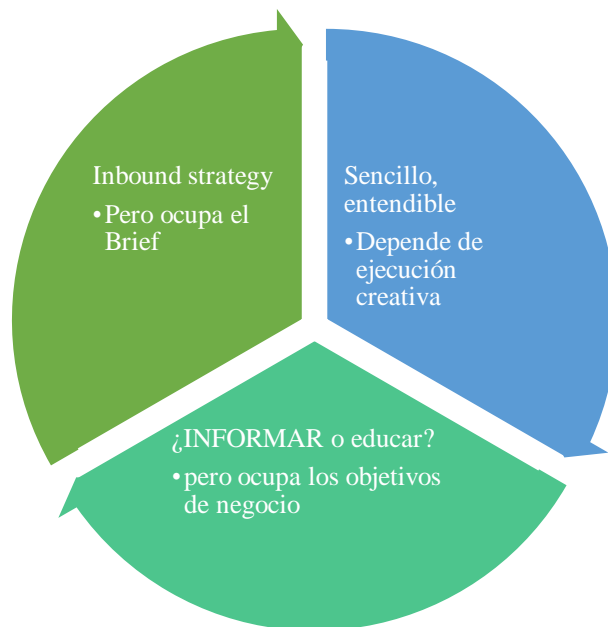 Inbound strategy
•Pero ocupa el
Brief
Sencillo,
entendible
• Depende de
ejecución
creativa
¿INFORMAR o educar?
•pero ocupa los objetivos
de negocio